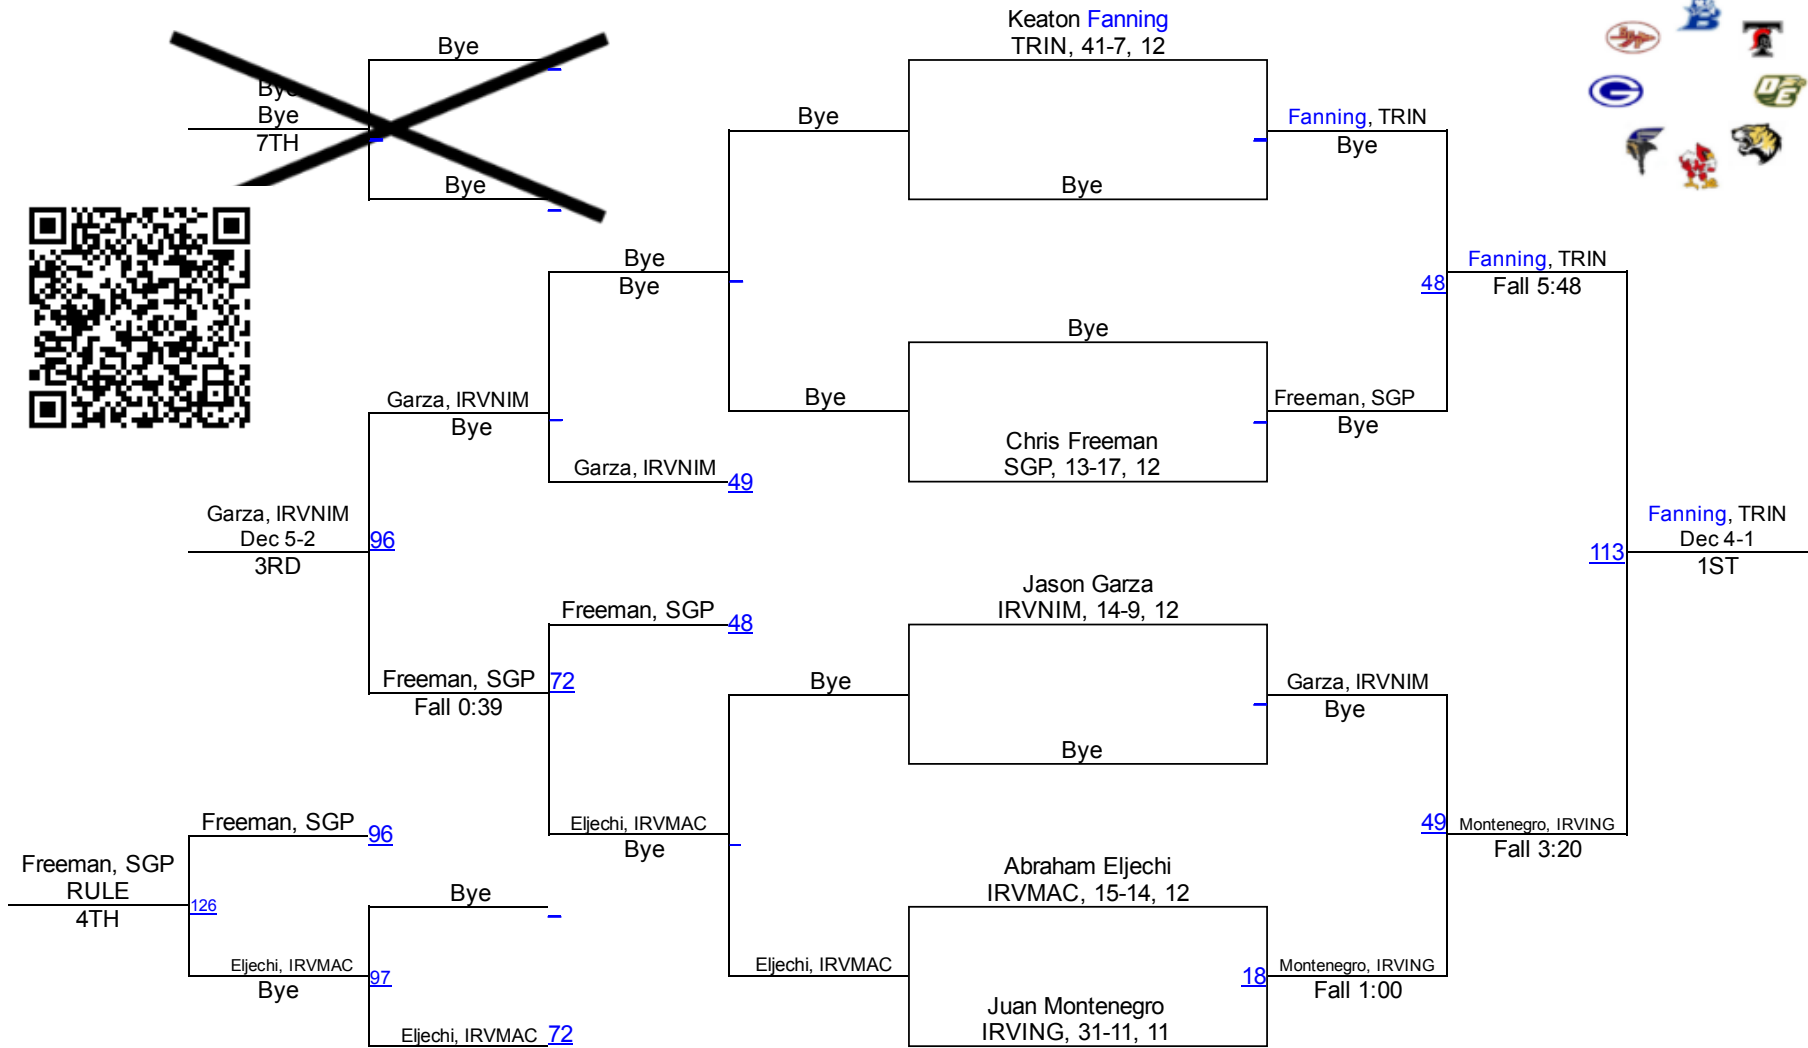 Keaton Fanning
TRIN, 41-7, 12
Bye
Bye
Bye
7TH
Bye
Bye
Fanning, TRIN
Bye
Bye
Bye
Bye
48
Fanning, TRIN
Fall 5:48
Bye
Garza, IRVNIM
Bye
Bye
Freeman, SGP
Bye
Chris Freeman
SGP, 13-17, 12
Garza, IRVNIM 49
Garza, IRVNIM
Dec 5-2
3RD
96
113
Fanning, TRIN
Dec 4-1
1ST
Jason Garza
IRVNIM, 14-9, 12
Freeman, SGP 48
Freeman, SGP
Fall 0:39
72
Bye
Garza, IRVNIM
Bye
Bye
Freeman, SGP 96
Eljechi, IRVMAC
Bye
49
Montenegro, IRVING
Fall 3:20
Freeman, SGP
RULE
4TH
126
Bye
Abraham Eljechi
IRVMAC, 15-14, 12
Eljechi, IRVMAC
Bye
97
Eljechi, IRVMAC
18
Montenegro, IRVING
Fall 1:00
Juan Montenegro
IRVING, 31-11, 11
Eljechi, IRVMAC 72